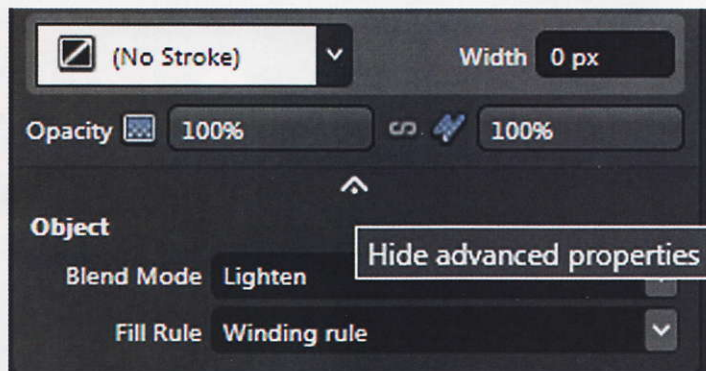 (No Stroke) Width 0 px
Opacity 100% 100%
Object
Hide advanced properties
Blend Mode Lighten
Fill Rule Winding rule